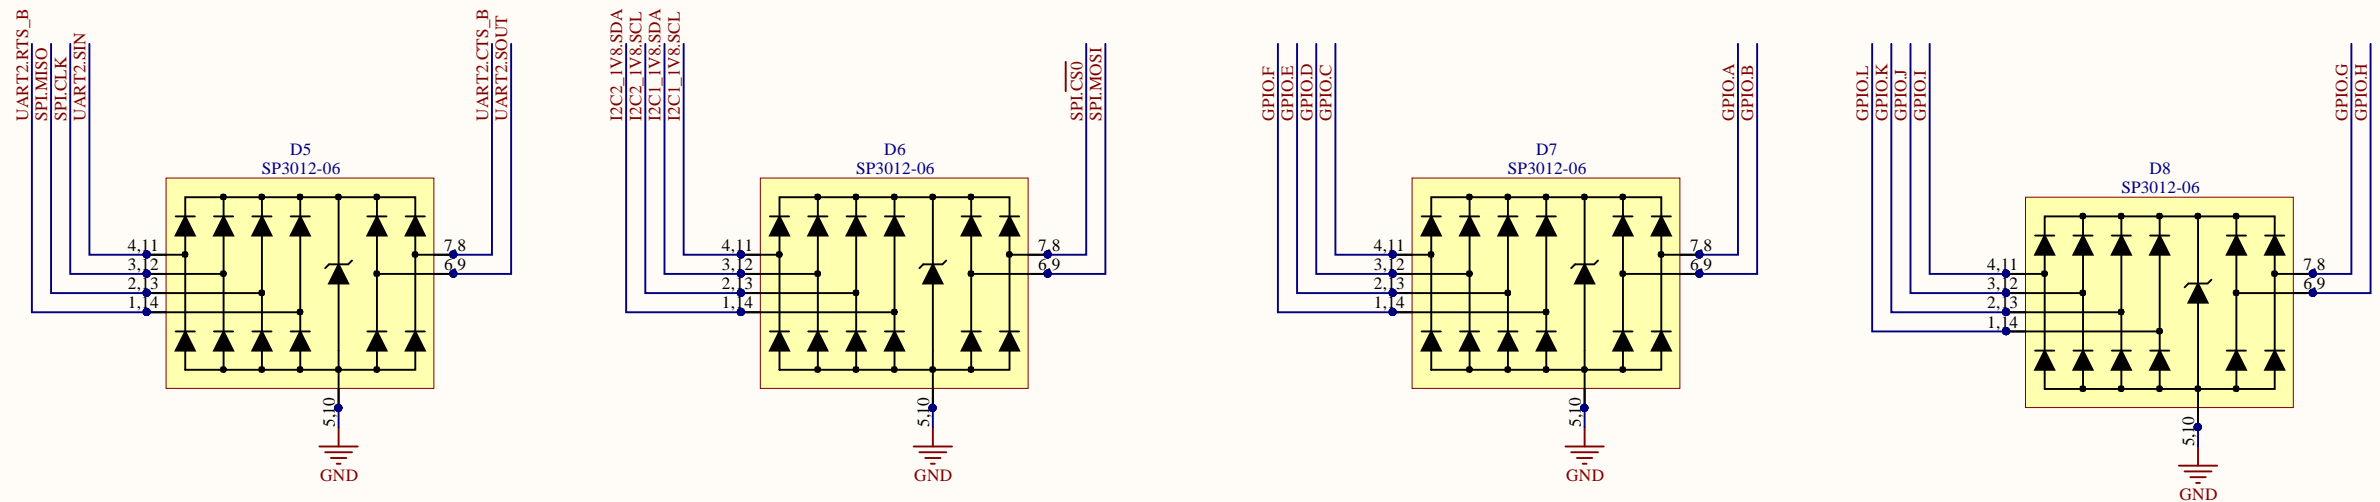 UART2.RTS_B
SPI.MISO
SPI.CLK
UART2.SIN
UART2.CTS_B
UART2.SOUT
D5
SP3012-06
4,11
3,12
2,13
1,14
7,8
6,9
5,10
GND
I2C2_1V8.SDA
I2C2_1V8.SCL
I2C1_1V8.SDA
I2C1_1V8.SCL
SPI.CS0
SPI.MOSI
D6
SP3012-06
4,11
3,12
2,13
1,14
7,8
6,9
5,10
GND
GPIO.F
GPIO.E
GPIO.D
GPIO.C
GPIO.A
GPIO.B
D7
SP3012-06
4,11
3,12
2,13
1,14
7,8
6,9
5,10
GND
GPIO.L
GPIO.K
GPIO.J
GPIO.I
GPIO.G
GPIO.H
D8
SP3012-06
4,11
3,12
2,13
1,14
7,8
6,9
5,10
GND